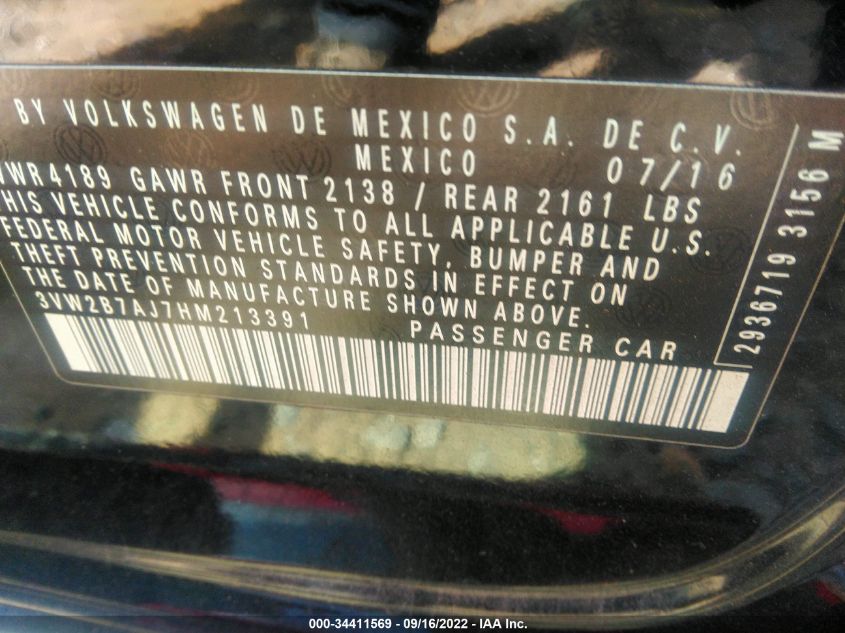 BY VOLKSWAGEN DE MEXICO S.A. DE C.V.
MEXICO 07/16
4189 GAWR FRONT 2138 / REAR 2161 LBS
THIS VEHICLE CONFORMS TO ALL APPLICABLE U.S.
FEDERAL MOTOR VEHICLE SAFETY, BUMPER AND
THEFT PREVENTION STANDARDS IN EFFECT ON
THE DATE OF MANUFACTURE SHOWN ABOVE.
3VW2B7AJ7HM213391 PASSENGER CAR
2936719 3156 M
000-34411569 - 09/16/2022 - IAA Inc.